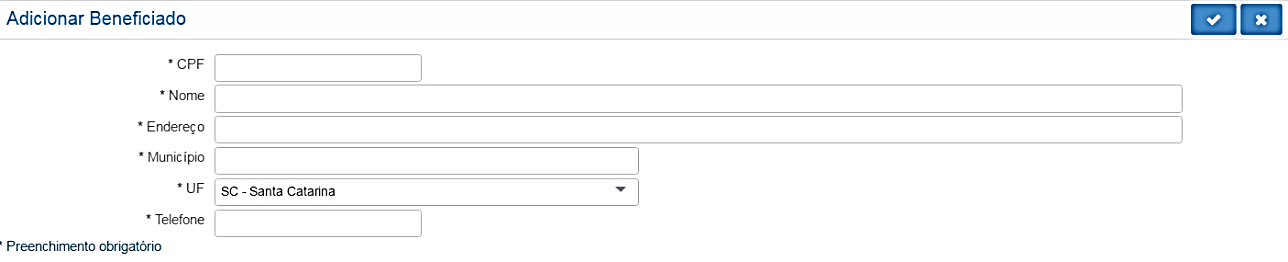 Adicionar Beneficiado
* CPF
* Nome
* Endereço
* Município
* UF SC - Santa Catarina
* Telefone
* Preenchimento obrigatório